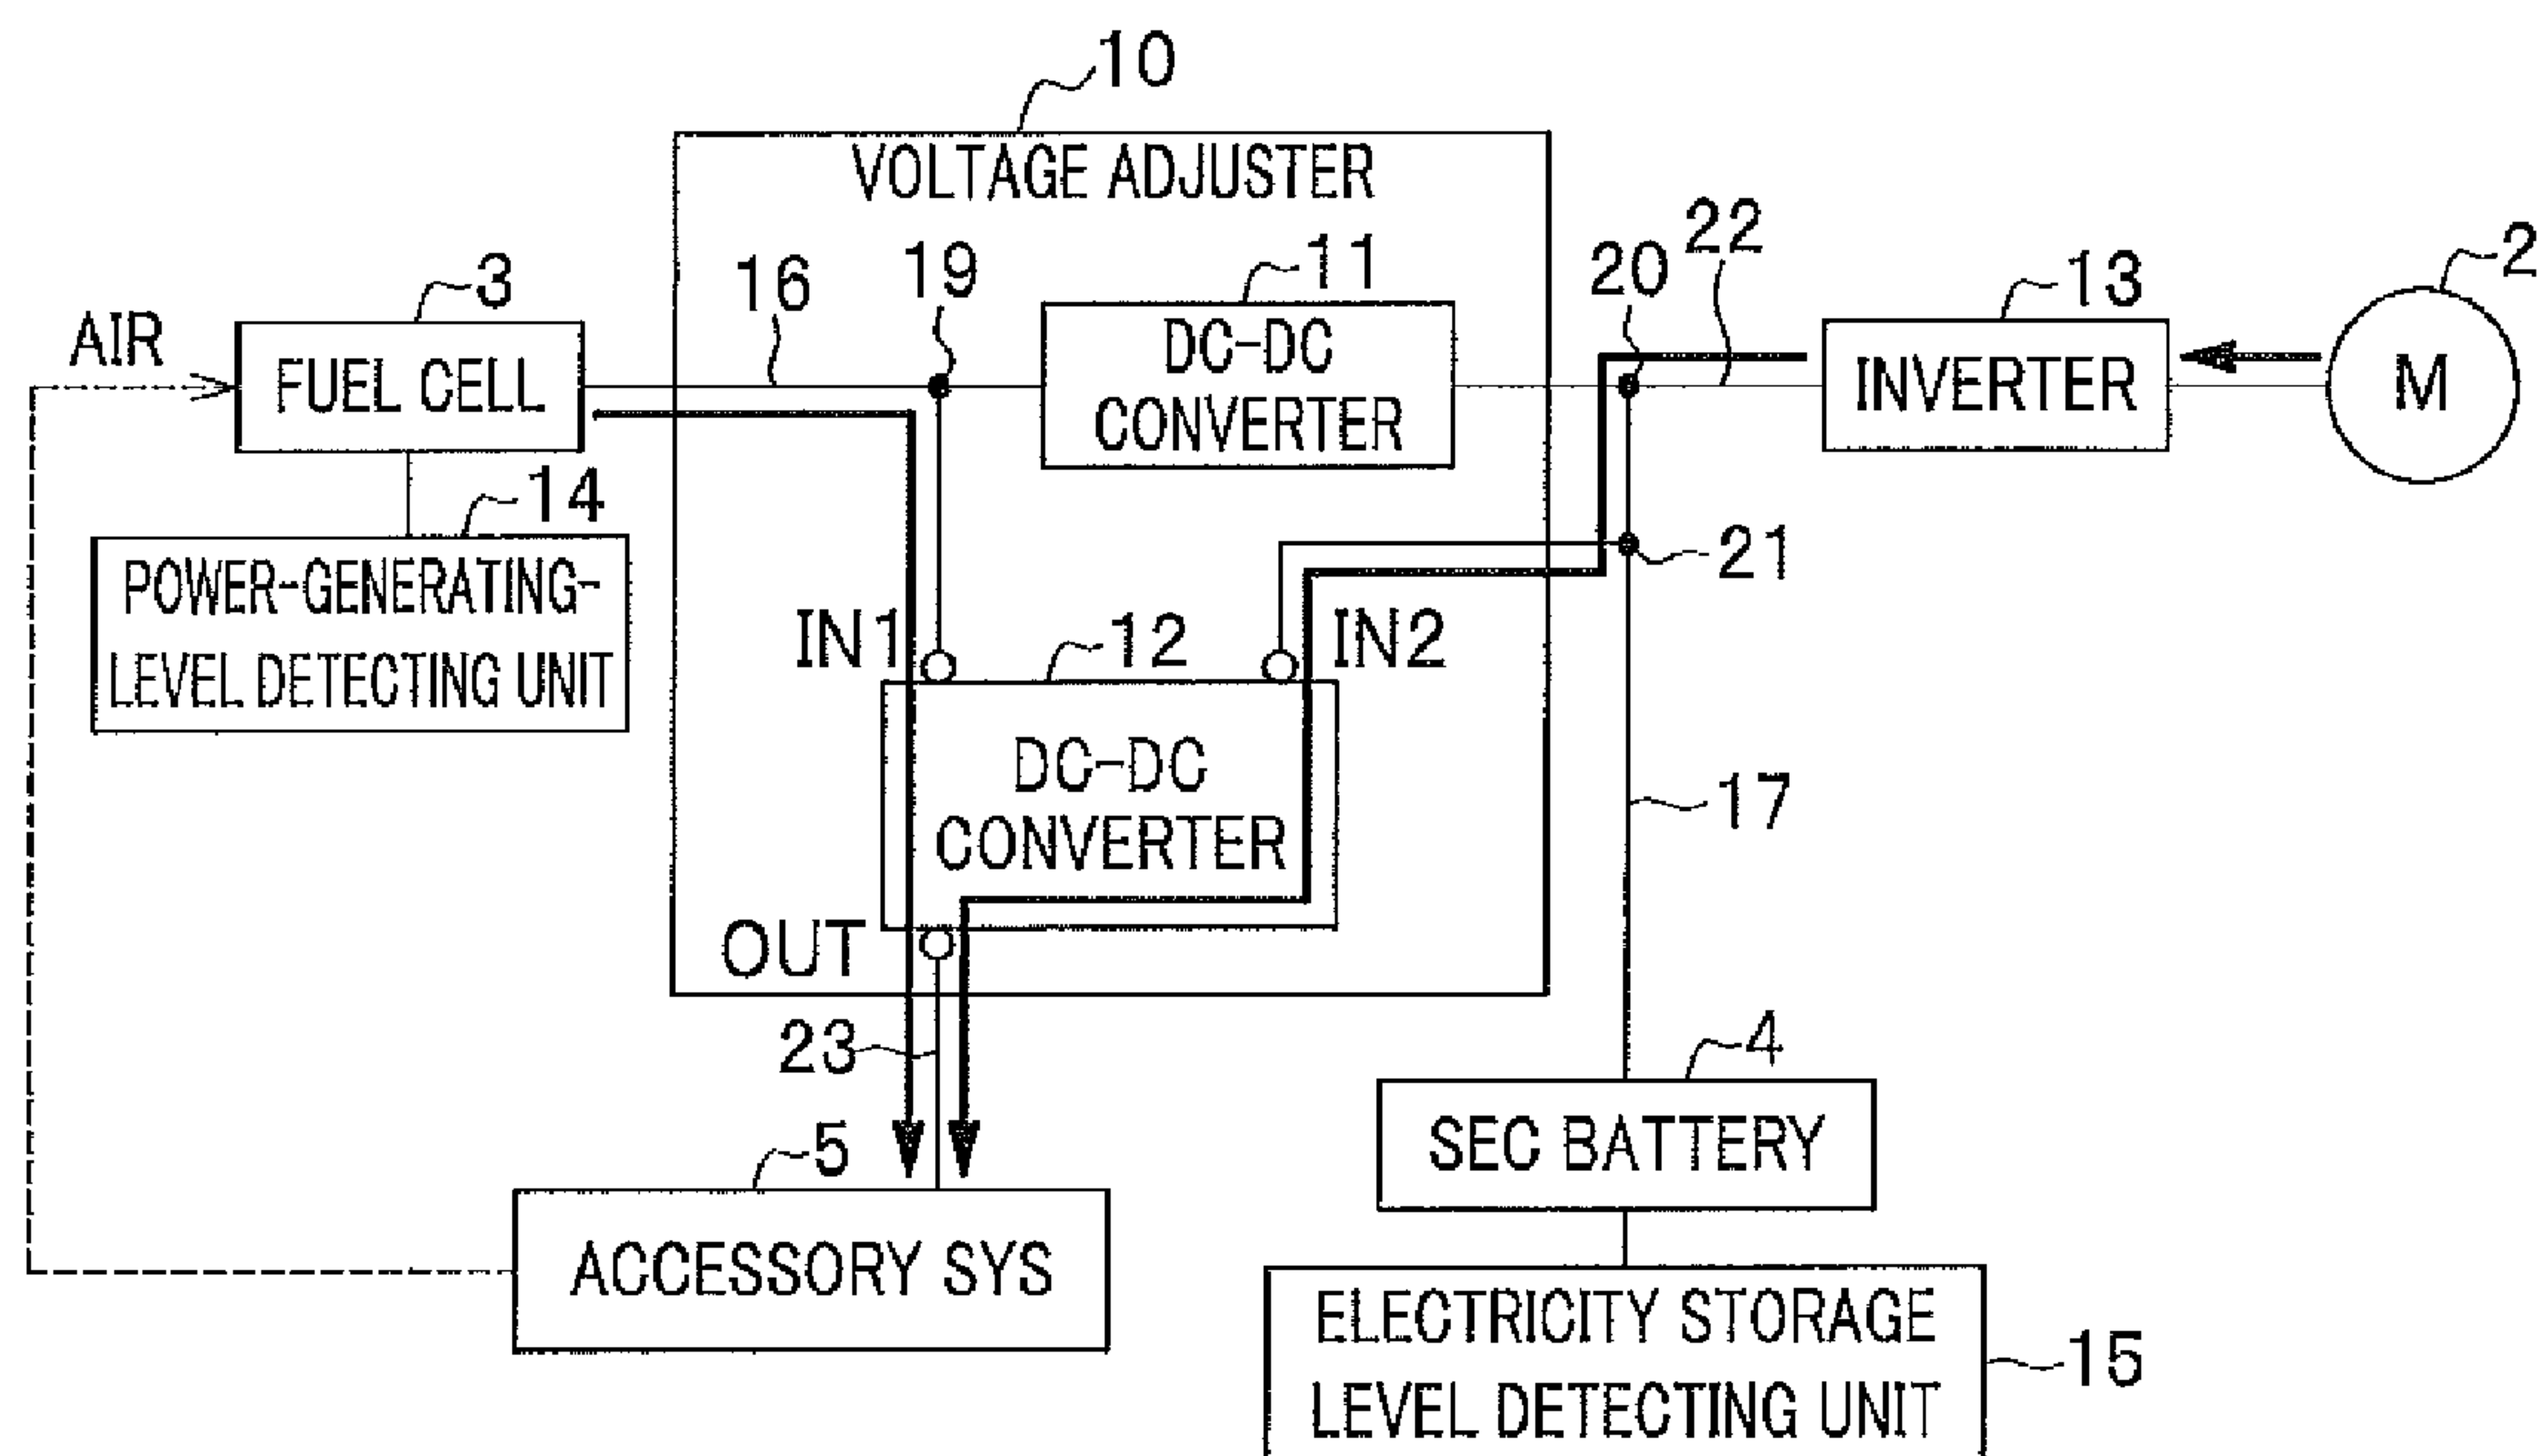 10
VOLTAGE ADJUSTER
3
16
19
11
20
22
13
2
AIR
FUEL CELL
DC-DC
CONVERTER
INVERTER
M
14
POWER-GENERATING-
LEVEL DETECTING UNIT
21
IN1
12
IN2
DC-DC
CONVERTER
17
OUT
23
4
5
SEC BATTERY
ACCESSORY SYS
ELECTRICITY STORAGE
LEVEL DETECTING UNIT
15